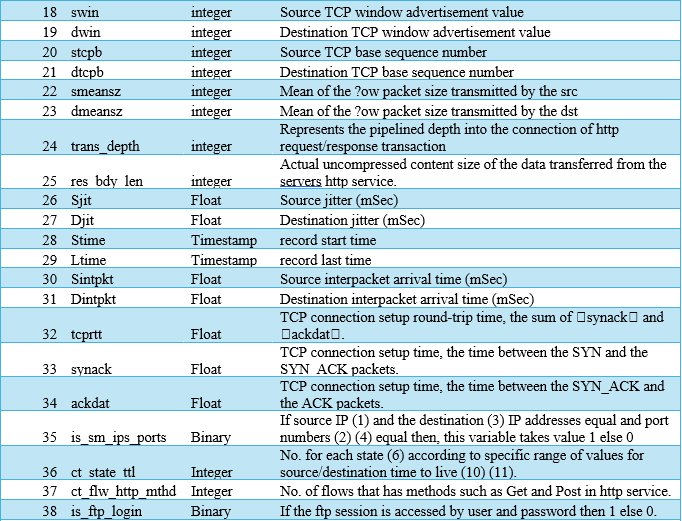 18 swin integer Source TCP window advertisement value
19 dwin integer Destination TCP window advertisement value
20 stcpb integer Source TCP base sequence number
21 dtcpb integer Destination TCP base sequence number
22 smeansz integer Mean of the ?ow packet size transmitted by the src
23 dmeansz integer Mean of the ?ow packet size transmitted by the dst
Represents the pipelined depth into the connection of http
24 trans_depth integer request/response transaction
Actual uncompressed content size of the data transferred from the
25 res_bdy_len integer servers http service.
26 Sjit Float Source jitter (mSec)
27 Djit Float Destination jitter (mSec)
28 Stime Timestamp record start time
29 Ltime Timestamp record last time
30 Sintpkt Float Source interpacket arrival time (mSec)
31 Dintpkt Float Destination interpacket arrival time (mSec)
TCP connection setup round-trip time, the sum of □synack□ and
32 tcprtt Float □ackdat□.
TCP connection setup time, the time between the SYN and the
33 synack Float SYN_ACK packets.
TCP connection setup time, the time between the SYN_ACK and
34 ackdat Float the ACK packets.
If source IP (1) and the destination (3) IP addresses equal and port
35 is_sm_ips_ports Binary numbers (2) (4) equal then, this variable takes value 1 else 0
No. for each state (6) according to specific range of values for
36 ct_state_ttl Integer source/destination time to live (10) (11).
37 ct_flw_http_mthd Integer No. of flows that has methods such as Get and Post in http service.
38 is_ftp_login Binary If the ftp session is accessed by user and password then 1 else 0.